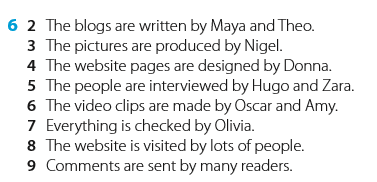 6 2 The blogs are written by Maya and Theo.
3 The pictures are produced by Nigel.
4 The website pages are designed by Donna.
5 The people are interviewed by Hugo and Zara.
6 The video clips are made by Oscar and Amy.
7 Everything is checked by Olivia.
8 The website is visited by lots of people.
9 Comments are sent by many readers.